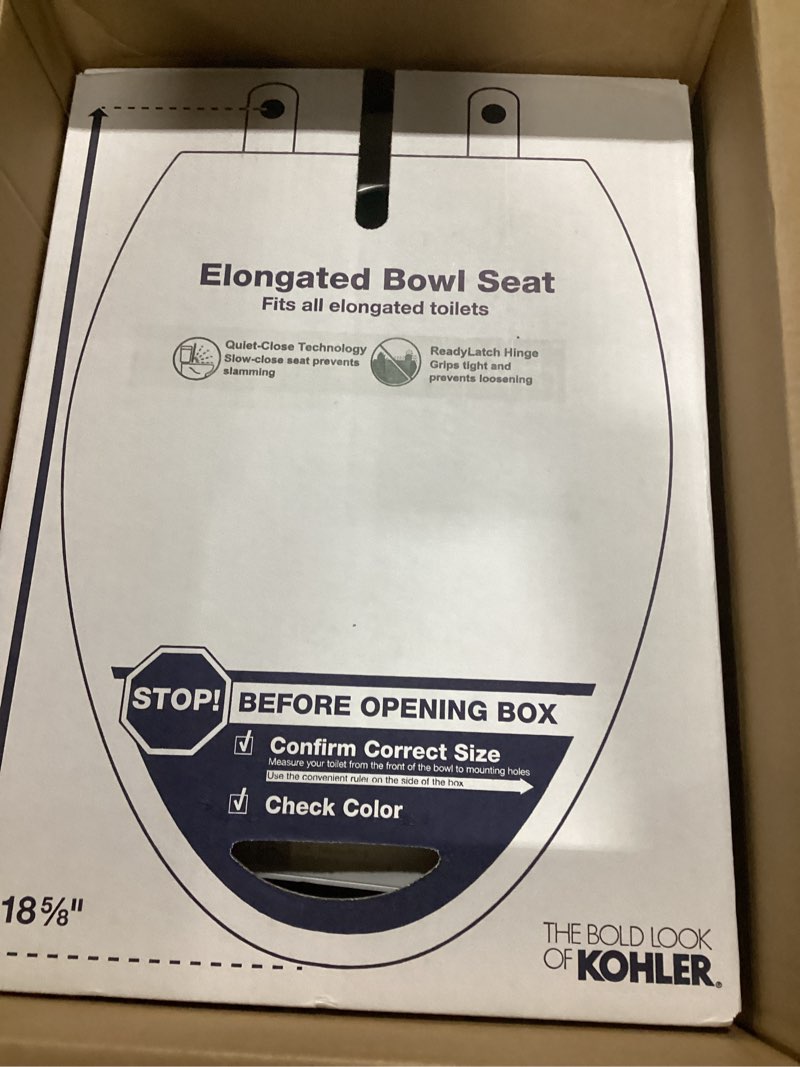 Elongated Bowl Seat
Fits all elongated toilets
Quiet-Close Technology
Slow-close seat prevents
slamming
ReadyLatch Hinge
Grips tight and
prevents loosening
STOP! BEFORE OPENING BOX
Confirm Correct Size
Measure your toilet from the front of the bowl to mounting holes
Use the convenient ruler on the side of the box
Check Color
18 5/8"
THE BOLD LOOK
OF KOHLER®